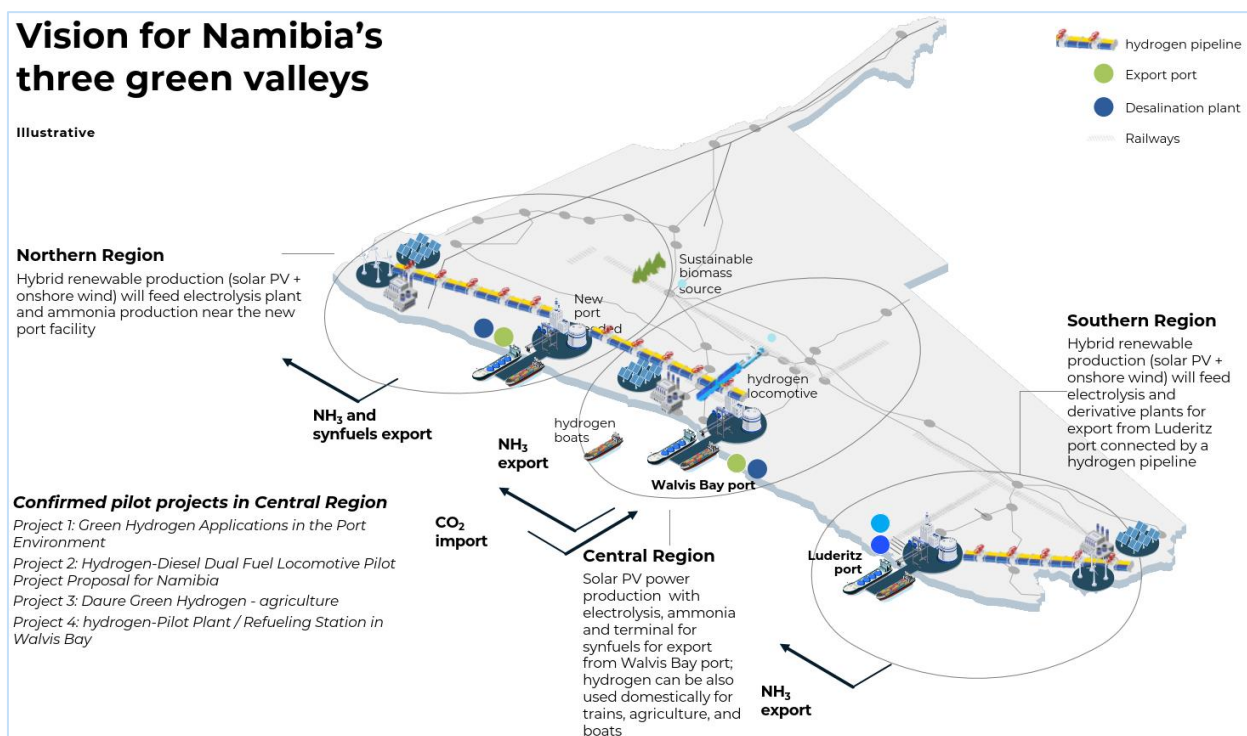 Vision for Namibia’s
three green valleys
Illustrative
hydrogen pipeline
Export port
Desalination plant
Railways
Northern Region
Hybrid renewable production (solar PV +
onshore wind) will feed electrolysis plant
and ammonia production near the new
port facility
Sustainable
biomass
source
New
port
hydrogen
locomotive
hydrogen
boats
NH₃ and
synfuels export
NH₃
export
CO₂
import
Walvis Bay port
Southern Region
Hybrid renewable
production (solar PV +
onshore wind) will feed
electrolysis and
derivative plants for
export from Luderitz
port connected by a
hydrogen pipeline
Luderitz
port
Confirmed pilot projects in Central Region
Project 1: Green Hydrogen Applications in the Port
Environment
Project 2: Hydrogen-Diesel Dual Fuel Locomotive Pilot
Project Proposal for Namibia
Project 3: Daure Green Hydrogen - agriculture
Project 4: hydrogen-Pilot Plant / Refueling Station in
Walvis Bay
Central Region
Solar PV power
production with
electrolysis, ammonia
and terminal for
synfuels for export
from Walvis Bay port;
hydrogen can be also
used domestically for
trains, agriculture, and
boats
NH₃
export